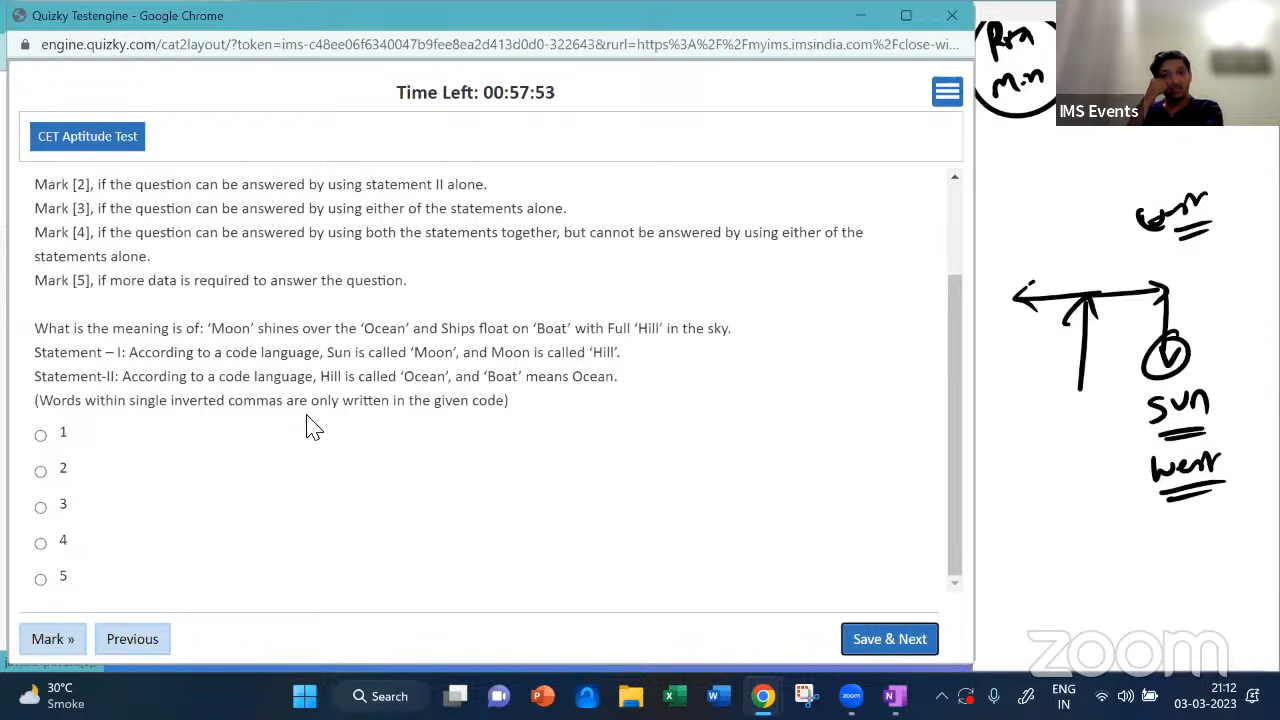 Quizky Testengine - Google Chrome
engine.quizky.com/cat2layout/?token=ims_48ee06f6340047b9fee8ea2d413d0d0-322643&rurl=https%3A%2F%2Fmyims.imsindia.com%2Fclose-wi...
Time Left: 00:57:53
CET Aptitude Test
Mark [2], if the question can be answered by using statement II alone.
Mark [3], if the question can be answered by using either of the statements alone.
Mark [4], if the question can be answered by using both the statements together, but cannot be answered by using either of the
statements alone.
Mark [5], if more data is required to answer the question.
What is the meaning is of: ‘Moon’ shines over the ‘Ocean’ and Ships float on ‘Boat’ with Full ‘Hill’ in the sky.
Statement – I: According to a code language, Sun is called ‘Moon’, and Moon is called ‘Hill’.
Statement-II: According to a code language, Hill is called ‘Ocean’, and ‘Boat’ means Ocean.
(Words within single inverted commas are only written in the given code)
1
2
3
4
5
Mark »
Previous
Save & Next
IMS Events
sun
west
zoom
30°C
Smoke
Search
zoom
ENG
IN
21:12
03-03-2023